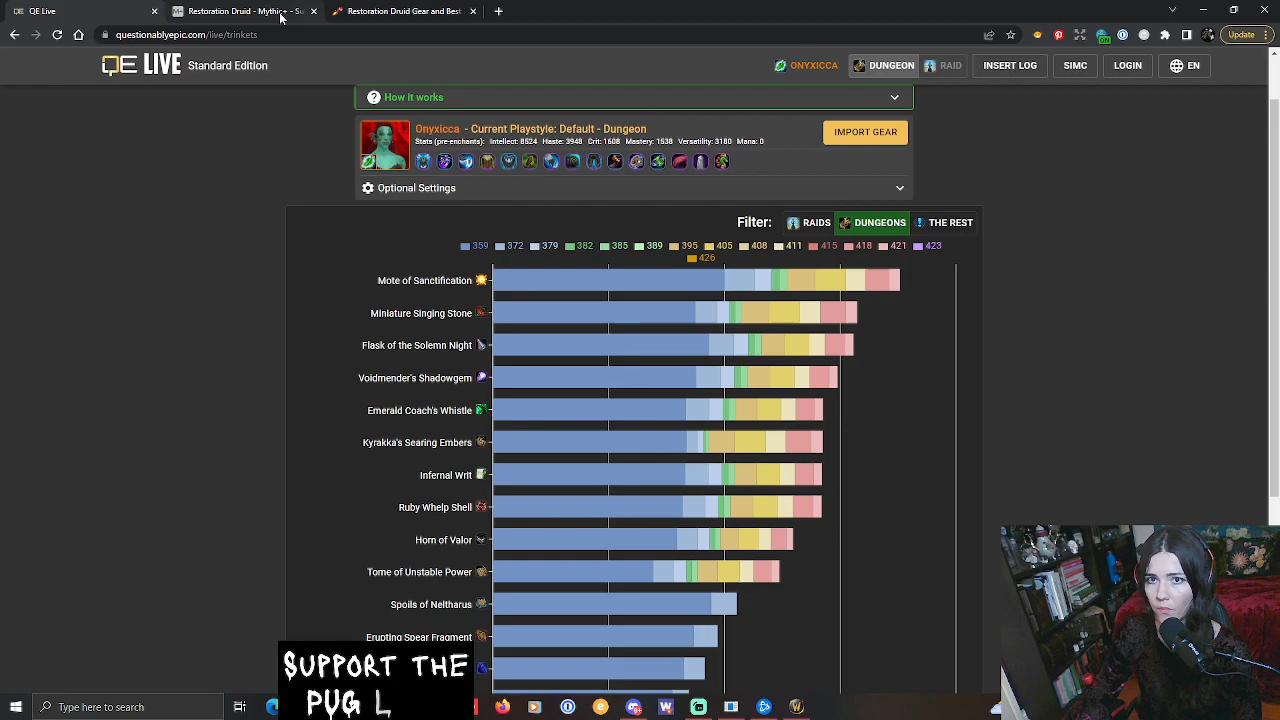 QE Live
Restoration Druid - Mythic+ - Su
Restoration Druid Gear and Best
questionablyepic.com/live/trinkets
Update
QE LIVE Standard Edition
ONYXICCA
DUNGEON
RAID
INSERT LOG
SIMC
LOGIN
EN
How it works
Onyxicca - Current Playstyle: Default - Dungeon
Stats (pre-enchants): Intellect: 8524 Haste: 3948 Crit: 1608 Mastery: 1538 Versatility: 3180 Mana: 0
IMPORT GEAR
Optional Settings
Filter: RAIDS DUNGEONS THE REST
359 372 379 382 385 389 395 405 408 411 415 418 421 423
426
Mote of Sanctification
Miniature Singing Stone
Flask of the Solemn Night
Voidmender's Shadowgem
Emerald Coach's Whistle
Kyrakka's Searing Embers
Infernal Writ
Ruby Whelp Shell
Horn of Valor
Tome of Unstable Power
Spoils of Neltharus
Erupting Spear Fragment
SUPPORT THE
PUG L
Type here to search